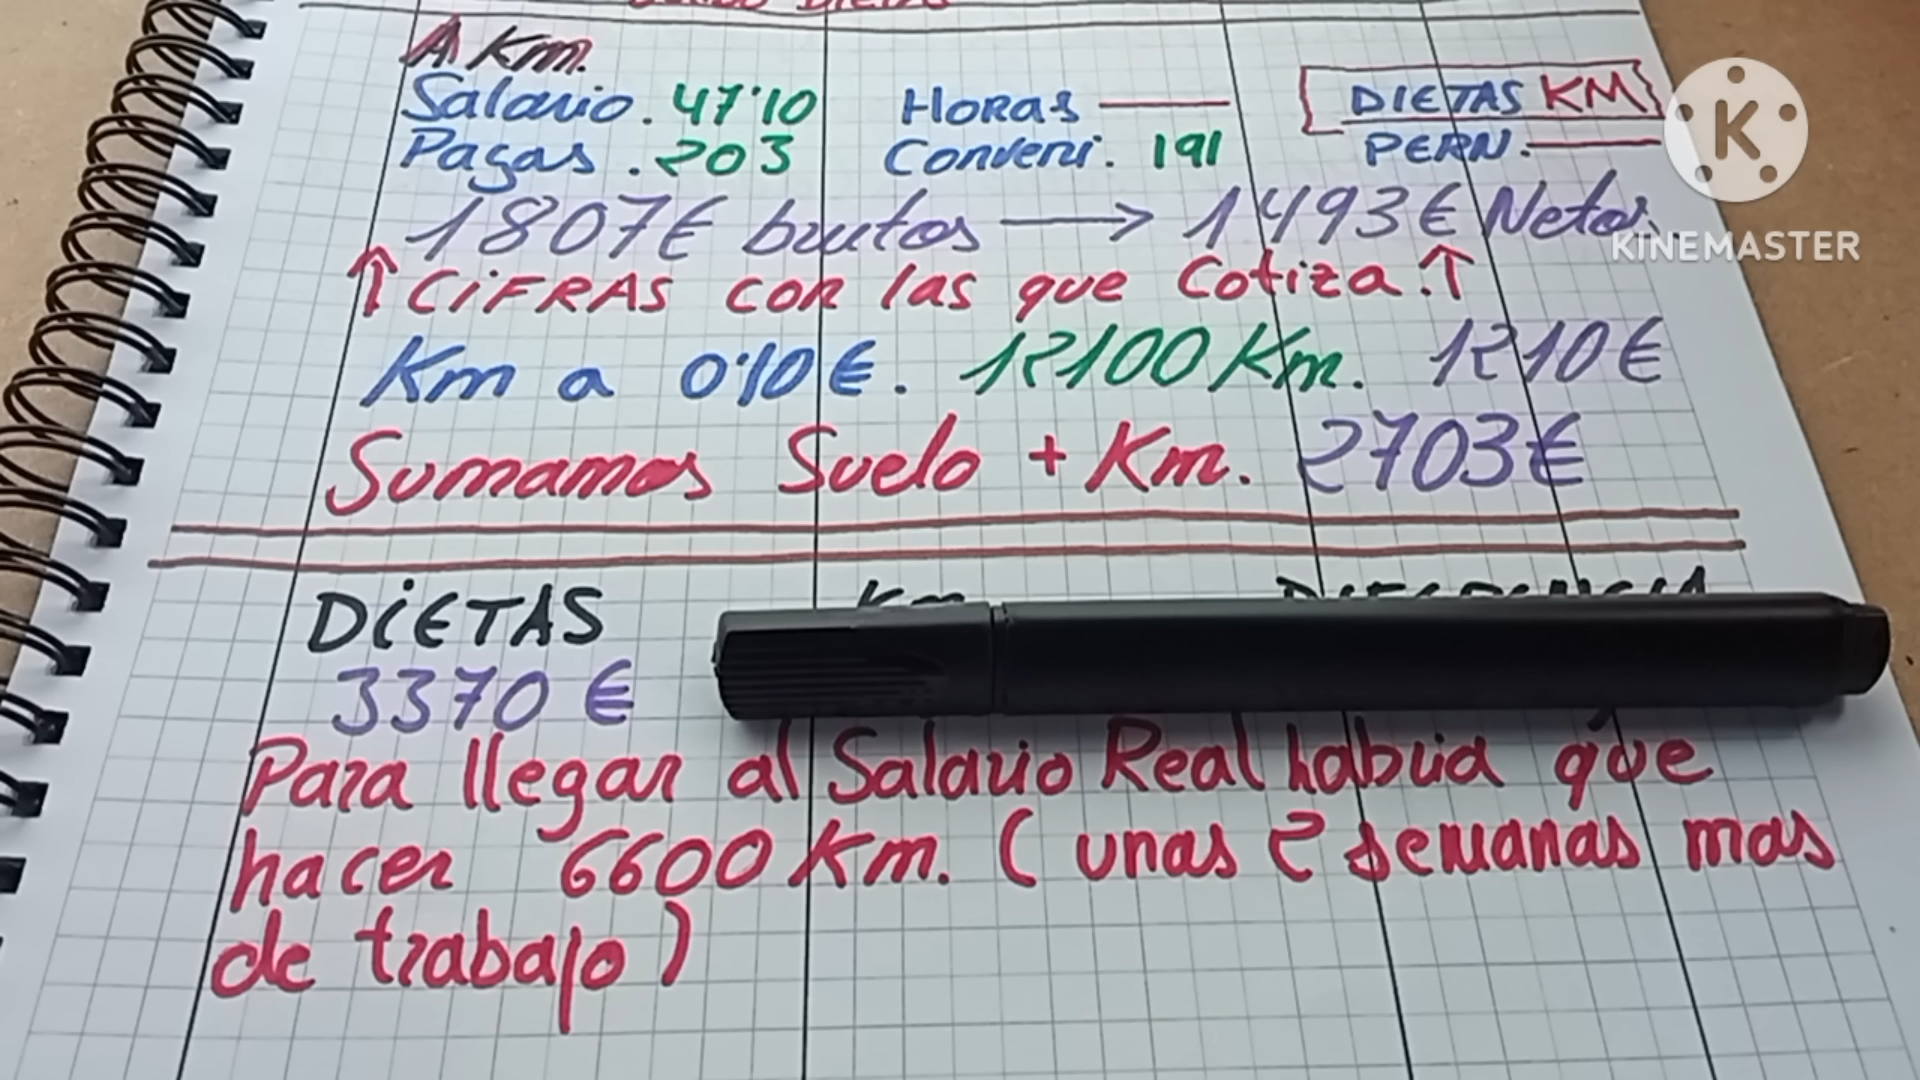 A Km.
Salario. 47'10 Horas DIETAS KM
Pagas. 203 Conveni. 191 PERN.
1807€ brutos → 1493€ Netos.
KINEMASTER
↑ CiFRAS con las que Cotiza.↑
Km a 0'10€. 12100 Km. 1210€
Sumamos Suelo + Km. 2703€
DiETAS Km
3370 €
Para llegar al Salario Real habria que
hacer 6600 Km. ( unas 2 semanas mas
de trabajo)